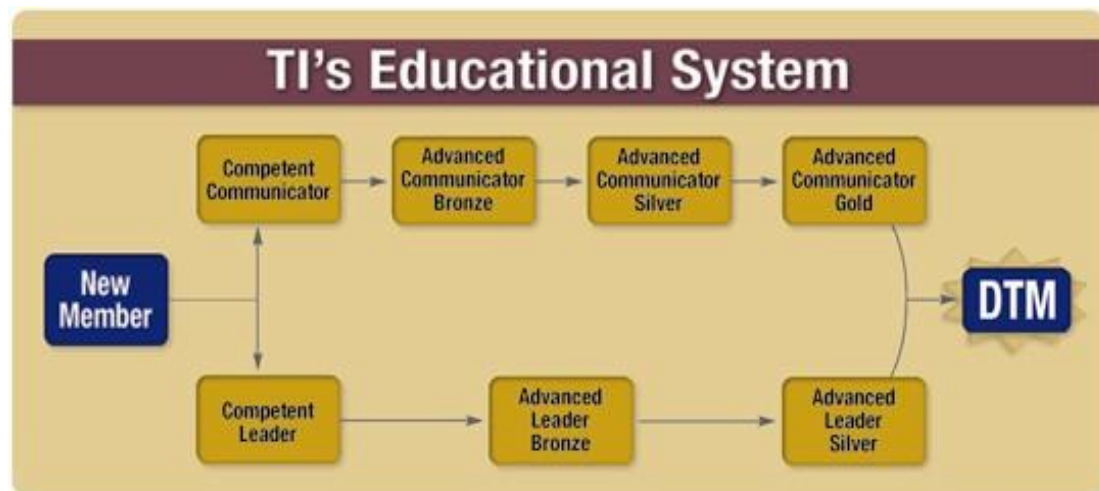 TI's Educational System
Competent
Communicator
Advanced
Communicator
Bronze
Advanced
Communicator
Silver
Advanced
Communicator
Gold
New
Member
DTM
Competent
Leader
Advanced
Leader
Bronze
Advanced
Leader
Silver